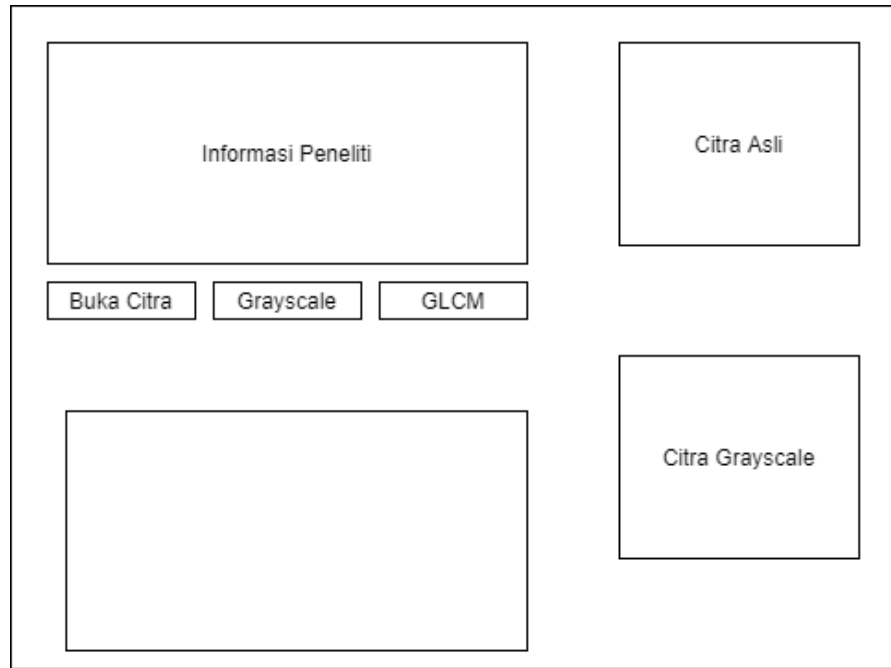 Informasi Peneliti
Citra Asli
Buka Citra
Grayscale
GLCM
Citra Grayscale